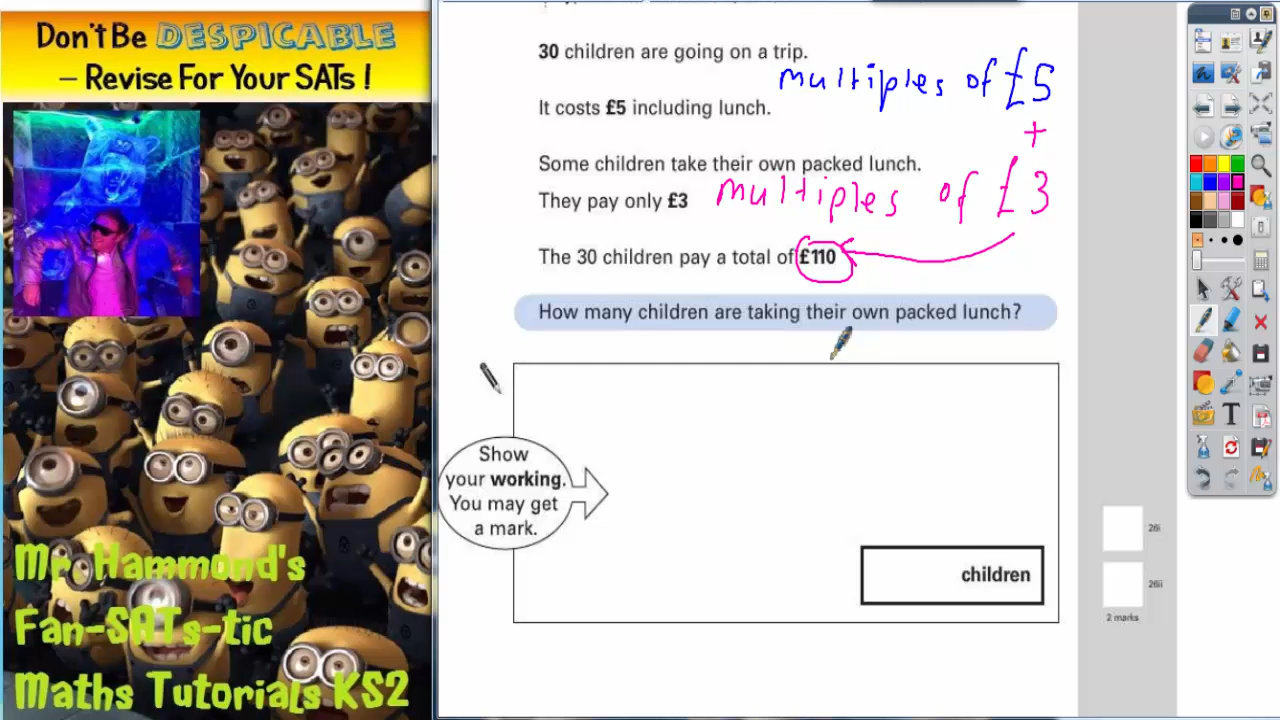 Don't Be DESPICABLE
– Revise For Your SATs !
Mr. Hammond's
Fan-SATs-tic
Maths Tutorials KS2
30 children are going on a trip.
multiples of £5
It costs £5 including lunch.
+
Some children take their own packed lunch.
They pay only £3
multiples of £3
The 30 children pay a total of £110
How many children are taking their own packed lunch?
Show
your working.
You may get
a mark.
children
26i
26ii
2 marks
T